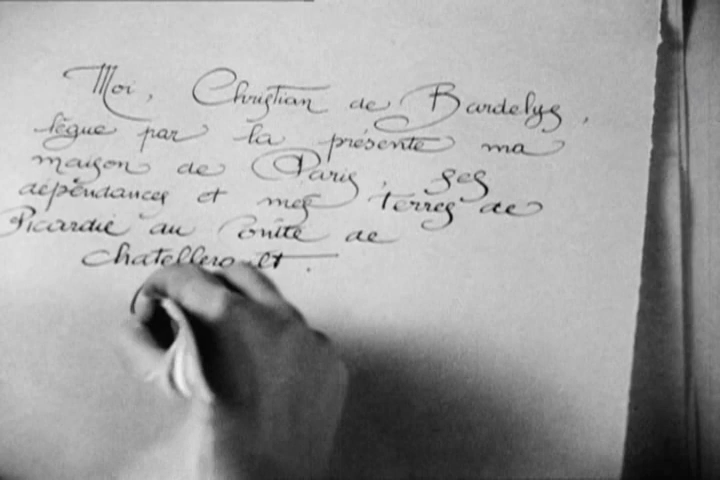 Moi, Christian de Bardelys,
lègue par la présente ma
maison de Paris, ses
dépendances et mes terres de
Picardie au Comte de
Chatellerault.